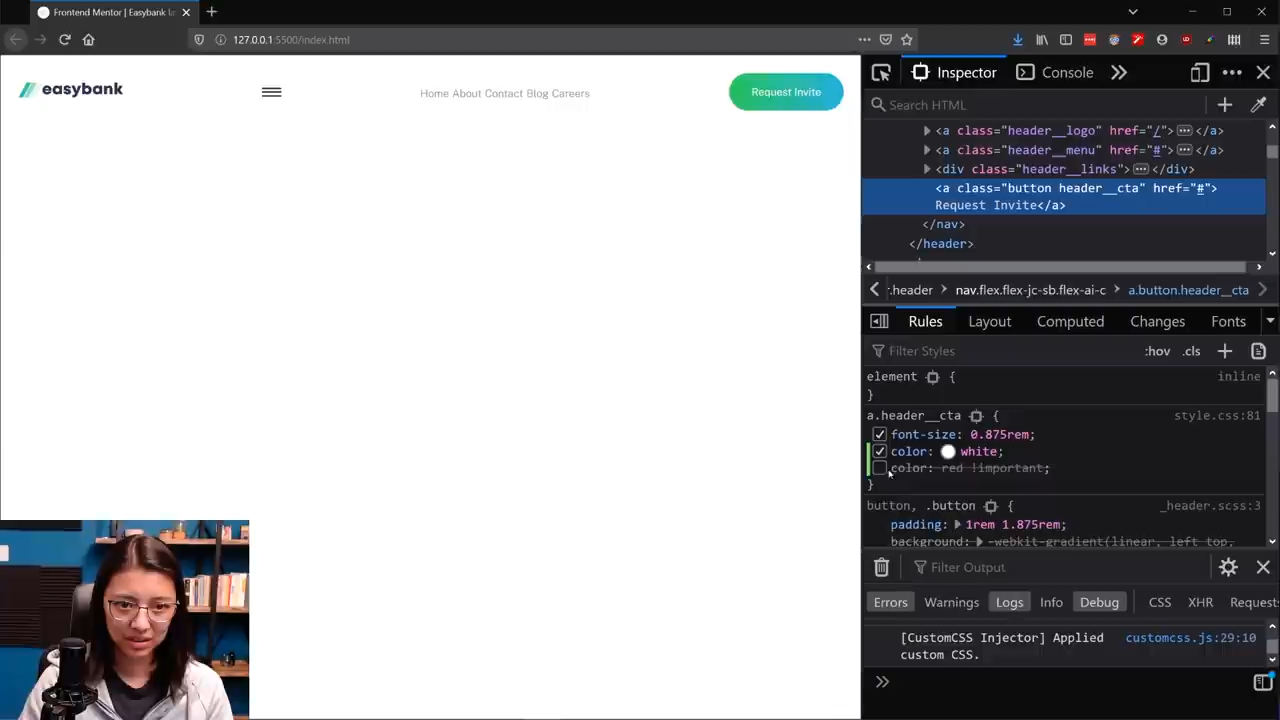 Frontend Mentor | Easybank la
127.0.0.1:5500/index.html
easybank
Home About Contact Blog Careers
Request Invite
Inspector
Console
Search HTML
<a class="header__logo" href="/"> </a>
<a class="header__menu" href="#"> </a>
<div class="header__links"> </div>
<a class="button header__cta" href="#">
Request Invite</a>
</nav>
</header>
.header
nav.flex.flex-jc-sb.flex-ai-c
a.button.header__cta
Rules
Layout
Computed
Changes
Fonts
Filter Styles
:hov
.cls
element {
inline
}
a.header__cta {
style.css:81
font-size: 0.875rem;
color: white;
color: red !important;
}
button, .button {
_header.scss:3
padding: 1rem 1.875rem;
background: -webkit-gradient(linear, left top,
Filter Output
Errors
Warnings
Logs
Info
Debug
CSS
XHR
Request
[CustomCSS Injector] Applied
custom CSS.
customcss.js:29:10